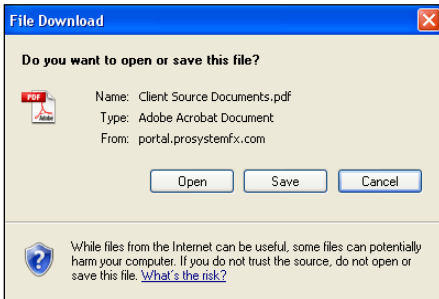 File Download
Do you want to open or save this file?
PDF
Adobe
Name: Client Source Documents.pdf
Type: Adobe Acrobat Document
From: portal.prosystemfx.com
Open Save Cancel
While files from the Internet can be useful, some files can potentially
harm your computer. If you do not trust the source, do not open or
save this file. What's the risk?